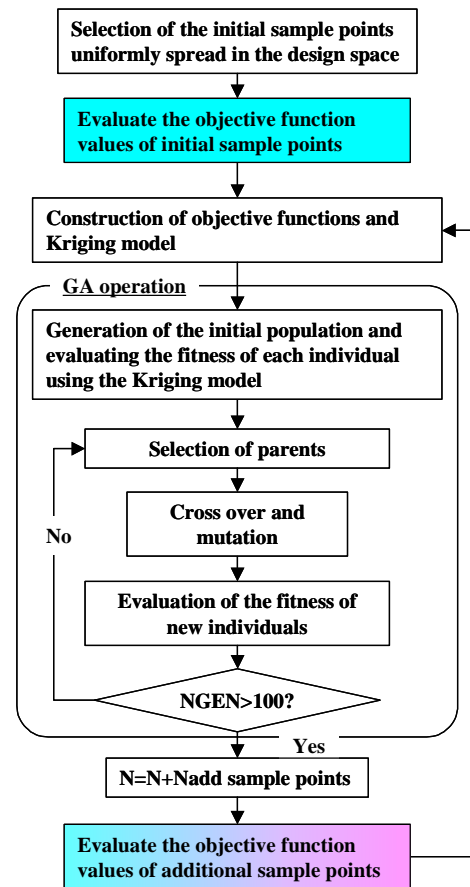 Selection of the initial sample points
uniformly spread in the design space
Evaluate the objective function
values of initial sample points
Construction of objective functions and
Kriging model
GA operation
Generation of the initial population and
evaluating the fitness of each individual
using the Kriging model
Selection of parents
No
Cross over and
mutation
Evaluation of the fitness of
new individuals
NGEN>100?
Yes
N=N+Nadd sample points
Evaluate the objective function
values of additional sample points